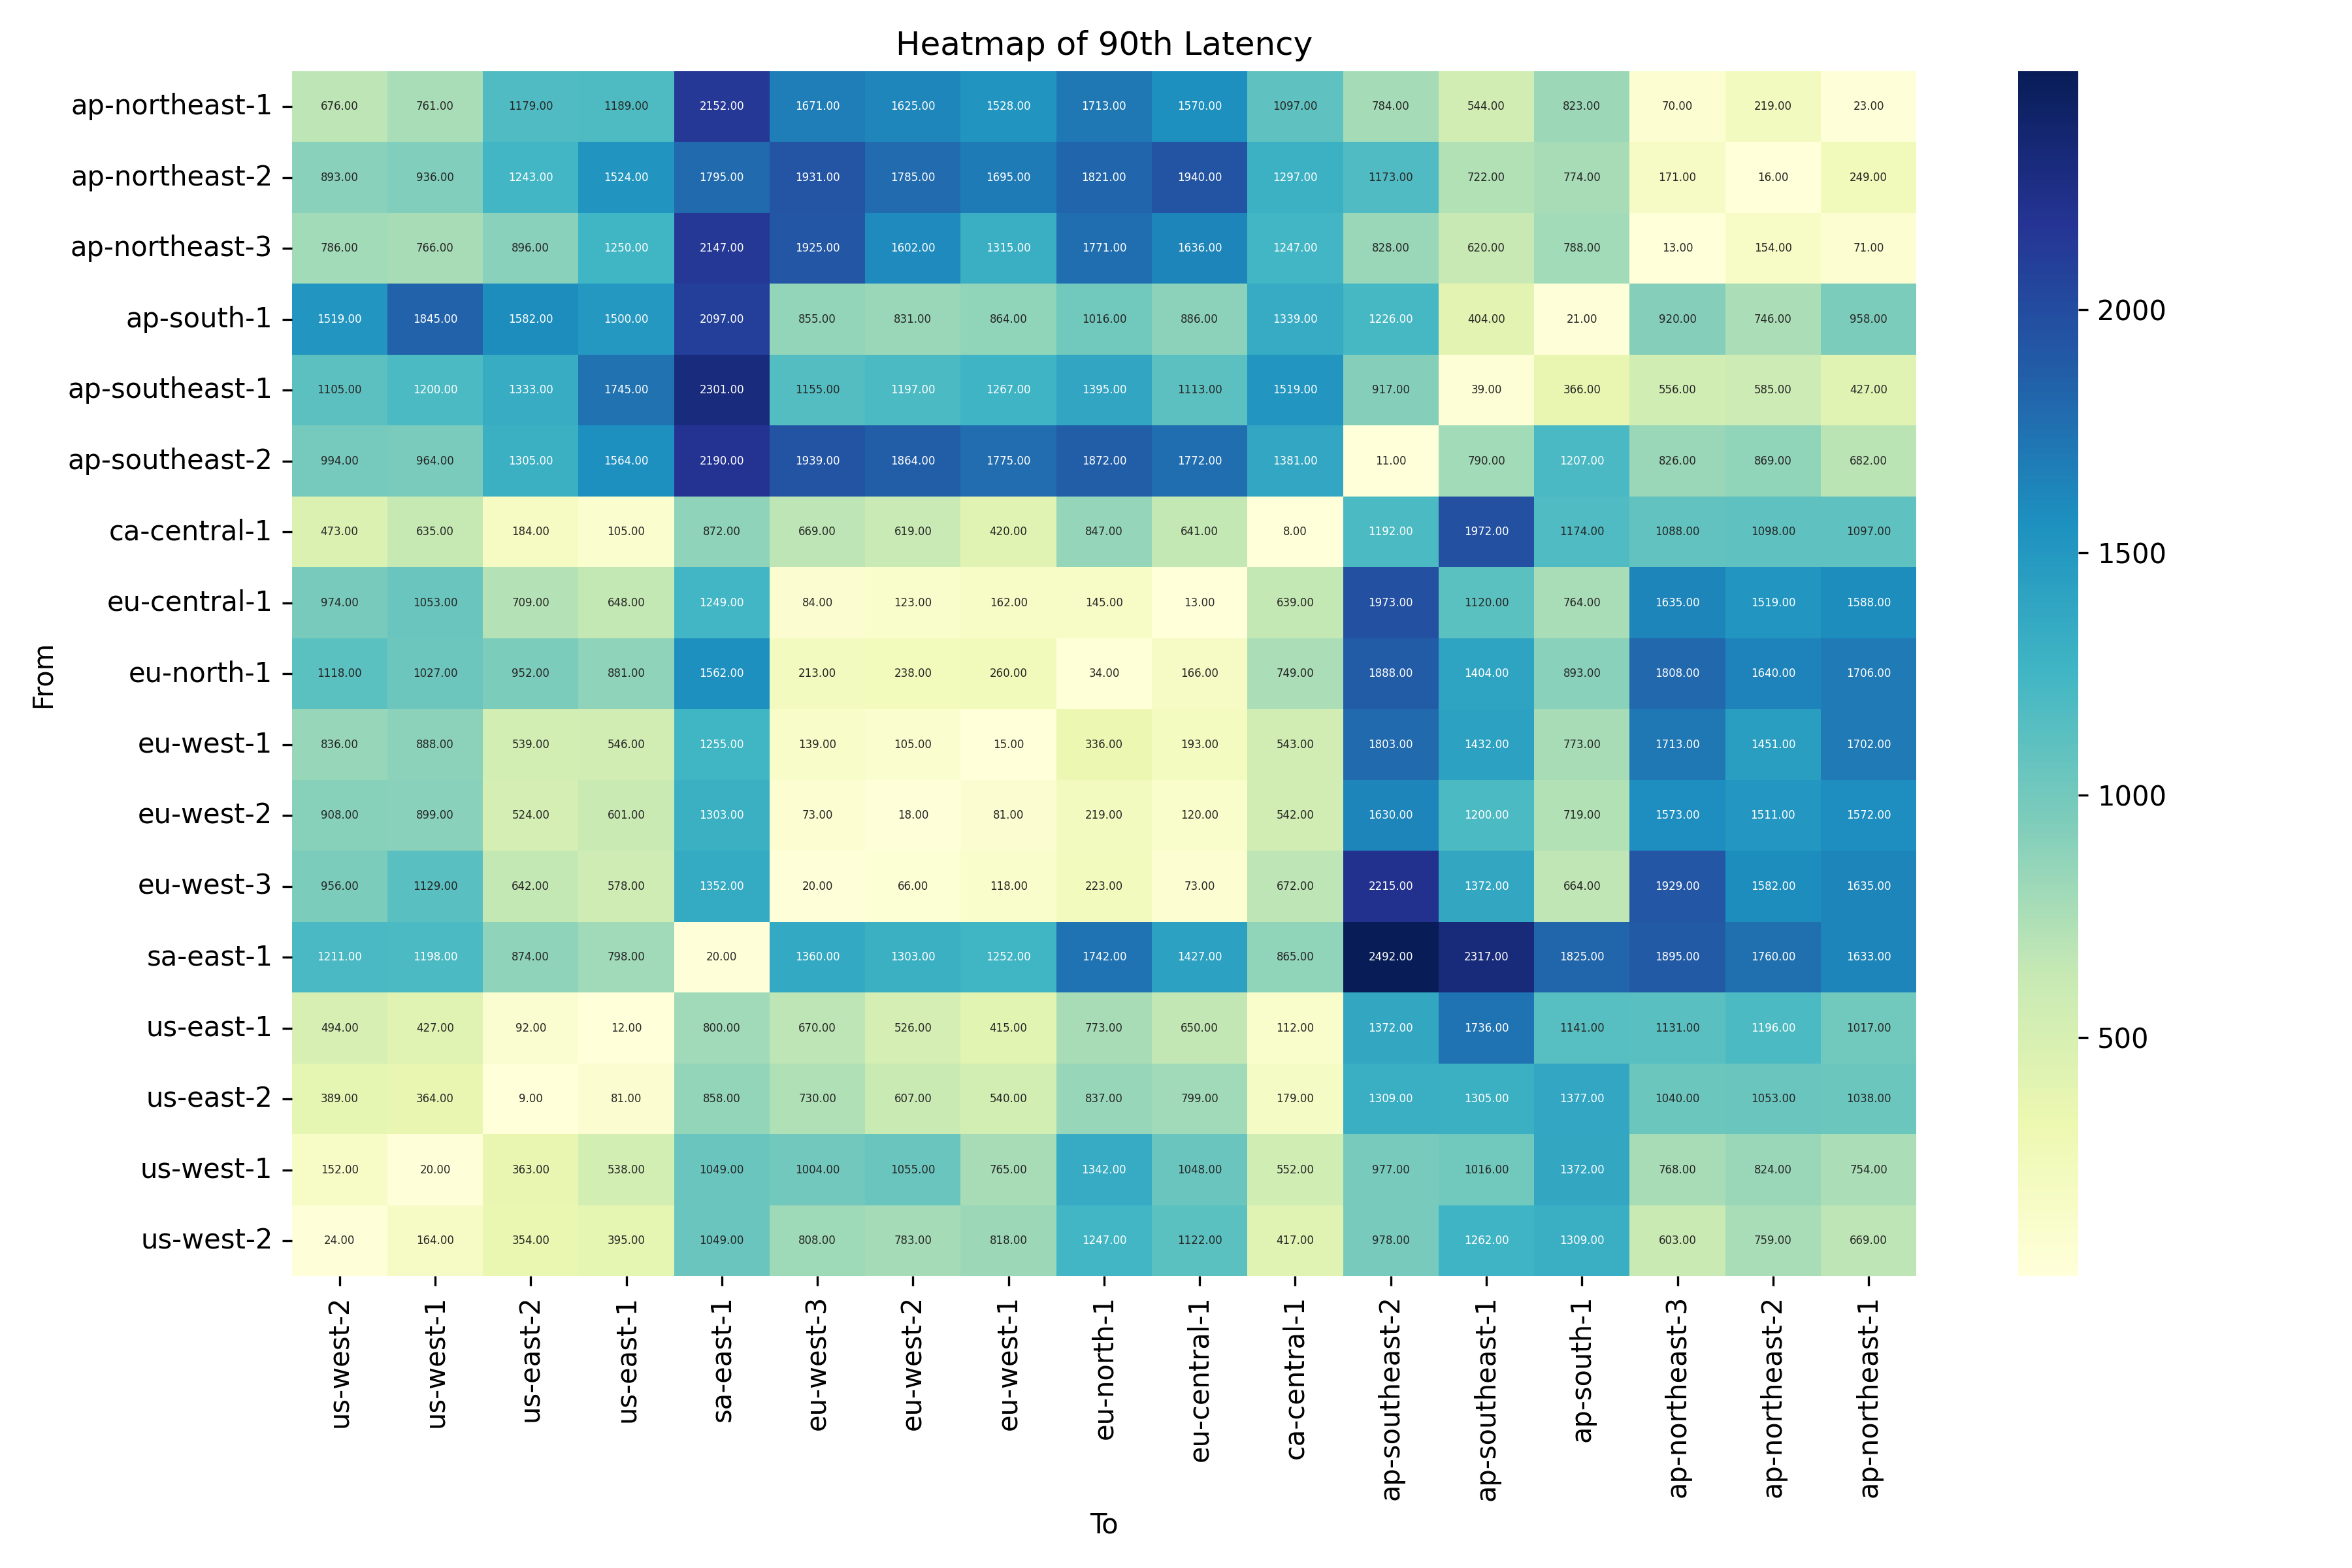 Heatmap of 90th Latency
ap-northeast-1 676.00 761.00 1179.00 1189.00 2152.00 1671.00 1625.00 1528.00 1713.00 1570.00 1097.00 784.00 544.00 823.00 70.00 219.00 23.00
ap-northeast-2 893.00 936.00 1243.00 1524.00 1795.00 1931.00 1785.00 1695.00 1821.00 1940.00 1297.00 1173.00 722.00 774.00 171.00 16.00 249.00
ap-northeast-3 786.00 766.00 896.00 1250.00 2147.00 1925.00 1602.00 1315.00 1771.00 1636.00 1247.00 828.00 620.00 788.00 13.00 154.00 71.00
ap-south-1 1519.00 1845.00 1582.00 1500.00 2097.00 855.00 831.00 864.00 1016.00 886.00 1339.00 1226.00 404.00 21.00 920.00 746.00 958.00
2000
ap-southeast-1 1105.00 1200.00 1333.00 1745.00 2301.00 1155.00 1197.00 1267.00 1395.00 1113.00 1519.00 917.00 39.00 366.00 556.00 585.00 427.00
ap-southeast-2 994.00 964.00 1305.00 1564.00 2190.00 1939.00 1864.00 1775.00 1872.00 1772.00 1381.00 11.00 790.00 1207.00 826.00 869.00 682.00
ca-central-1 473.00 635.00 184.00 105.00 872.00 669.00 619.00 420.00 847.00 641.00 8.00 1192.00 1972.00 1174.00 1088.00 1098.00 1097.00
1500
eu-central-1 974.00 1053.00 709.00 648.00 1249.00 84.00 123.00 162.00 145.00 13.00 639.00 1973.00 1120.00 764.00 1635.00 1519.00 1588.00
eu-north-1 1118.00 1027.00 952.00 881.00 1562.00 213.00 238.00 260.00 34.00 166.00 749.00 1888.00 1404.00 893.00 1808.00 1640.00 1706.00
From
eu-west-1 836.00 888.00 539.00 546.00 1255.00 139.00 105.00 15.00 336.00 193.00 543.00 1803.00 1432.00 773.00 1713.00 1451.00 1702.00
1000
eu-west-2 908.00 899.00 524.00 601.00 1303.00 73.00 18.00 81.00 219.00 120.00 542.00 1630.00 1200.00 719.00 1573.00 1511.00 1572.00
eu-west-3 956.00 1129.00 642.00 578.00 1352.00 20.00 66.00 118.00 223.00 73.00 672.00 2215.00 1372.00 664.00 1929.00 1582.00 1635.00
sa-east-1 1211.00 1198.00 874.00 798.00 20.00 1360.00 1303.00 1252.00 1742.00 1427.00 865.00 2492.00 2317.00 1825.00 1895.00 1760.00 1633.00
us-east-1 494.00 427.00 92.00 12.00 800.00 670.00 526.00 415.00 773.00 650.00 112.00 1372.00 1736.00 1141.00 1131.00 1196.00 1017.00
500
us-east-2 389.00 364.00 9.00 81.00 858.00 730.00 607.00 540.00 837.00 799.00 179.00 1309.00 1305.00 1377.00 1040.00 1053.00 1038.00
us-west-1 152.00 20.00 363.00 538.00 1049.00 1004.00 1055.00 765.00 1342.00 1048.00 552.00 977.00 1016.00 1372.00 768.00 824.00 754.00
us-west-2 24.00 164.00 354.00 395.00 1049.00 808.00 783.00 818.00 1247.00 1122.00 417.00 978.00 1262.00 1309.00 603.00 759.00 669.00
us-west-2
us-west-1
us-east-2
us-east-1
sa-east-1
eu-west-3
eu-west-2
eu-west-1
eu-north-1
eu-central-1
ca-central-1
ap-southeast-2
ap-southeast-1
ap-south-1
ap-northeast-3
ap-northeast-2
ap-northeast-1
To